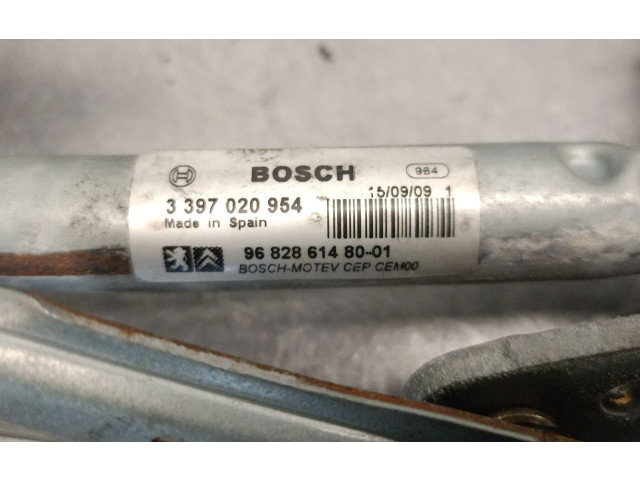 BOSCH
964
3 397 020 954
15/09/09 1
Made in Spain
96 828 614 80-01
BOSCH-MOTEV CEP CEM00